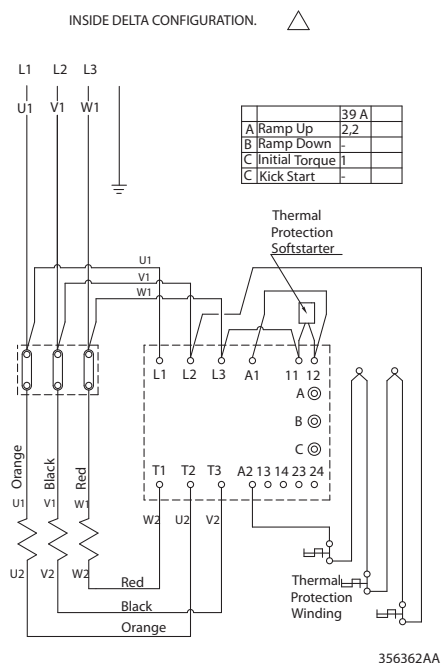 INSIDE DELTA CONFIGURATION.
L1 L2 L3
U1 V1 W1
39 A
A Ramp Up 2,2
B Ramp Down -
C Initial Torque 1
C Kick Start -
Thermal
Protection
Softstarter
U1
V1
W1
L1 L2 L3 A1 11 12
A
B
C
T1 T2 T3 A2 13 14 23 24
Orange
Black
Red
U1 V1 W1
W2 U2 V2
U2 V2 W2
Red
Black
Orange
Thermal
Protection
Winding
356362AA